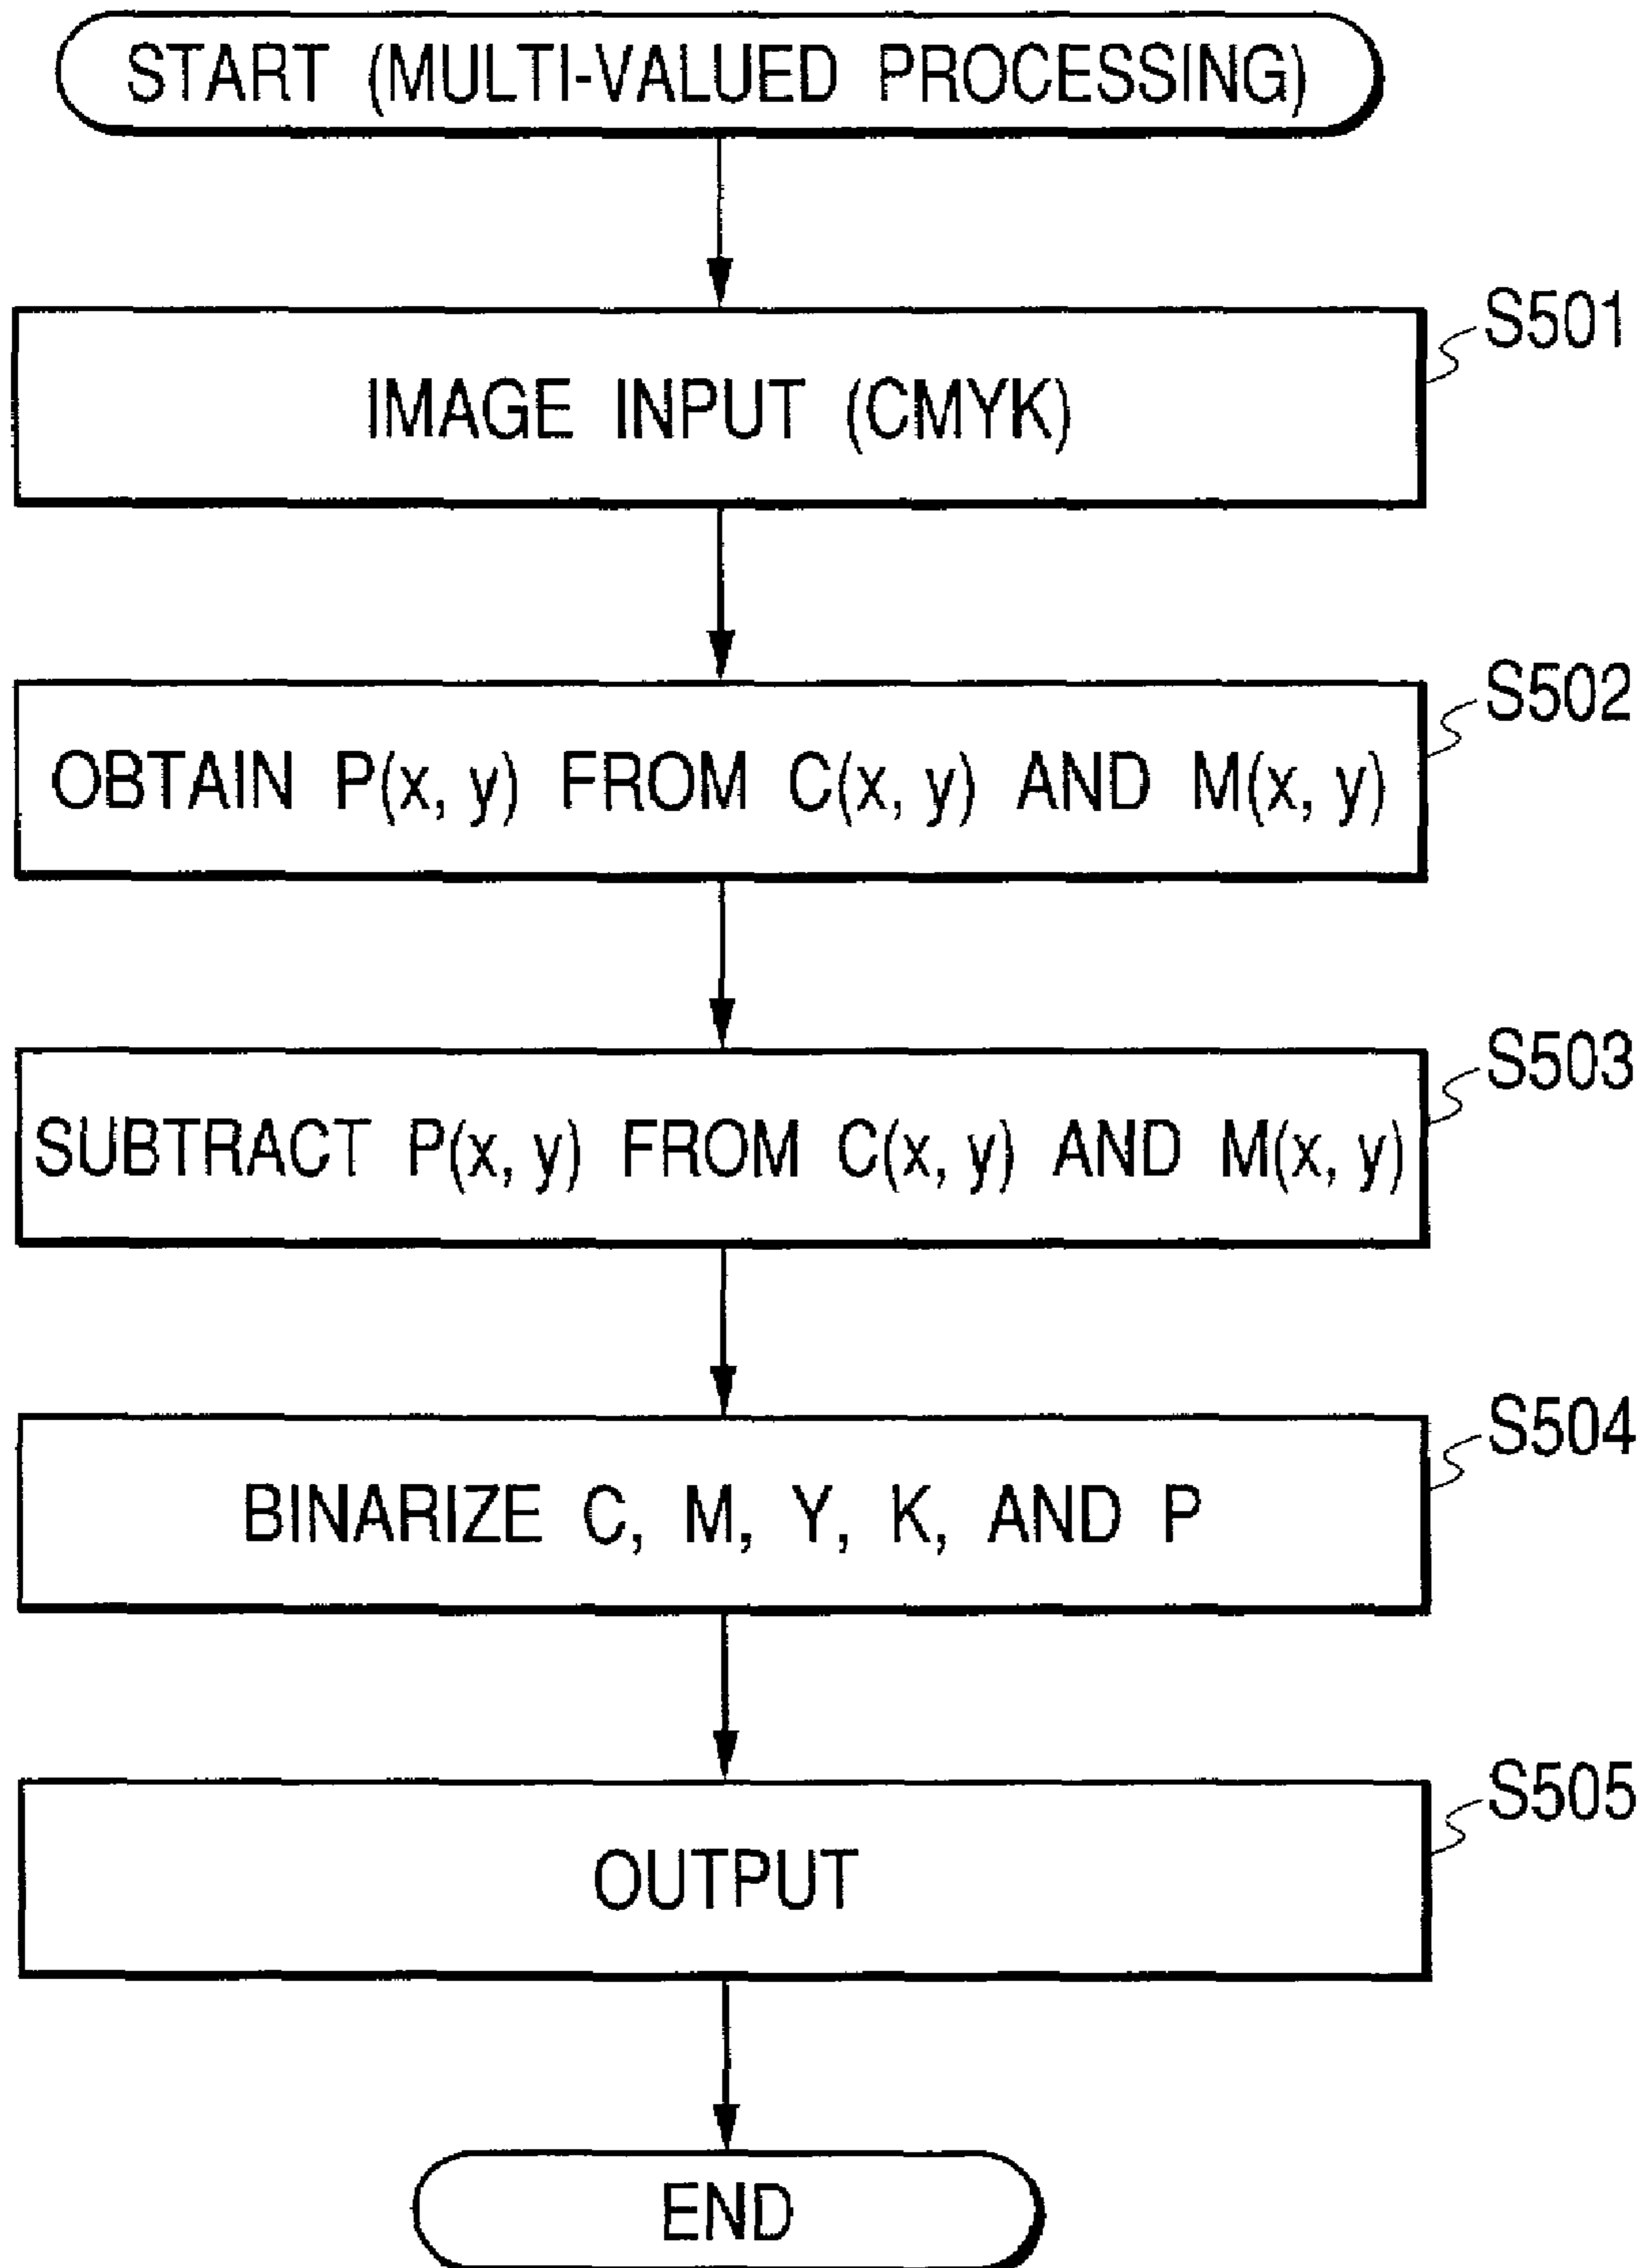 START (MULTI-VALUED PROCESSING)
S501
IMAGE INPUT (CMYK)
S502
OBTAIN P(x, y) FROM C(x, y) AND M(x, y)
S503
SUBTRACT P(x, y) FROM C(x, y) AND M(x, y)
S504
BINARIZE C, M, Y, K, AND P
S505
OUTPUT
END